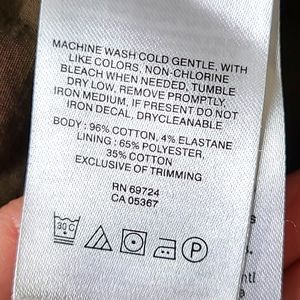 MACHINE WASH COLD GENTLE, WITH
LIKE COLORS, NON-CHLORINE
BLEACH WHEN NEEDED, TUMBLE
DRY LOW, REMOVE PROMPTLY.
IRON MEDIUM, IF PRESENT DO NOT
IRON DECAL, DRYCLEANABLE
BODY : 96% COTTON, 4% ELASTANE
LINING : 65% POLYESTER,
35% COTTON
EXCLUSIVE OF TRIMMING
RN 69724
CA 05367
30C
P